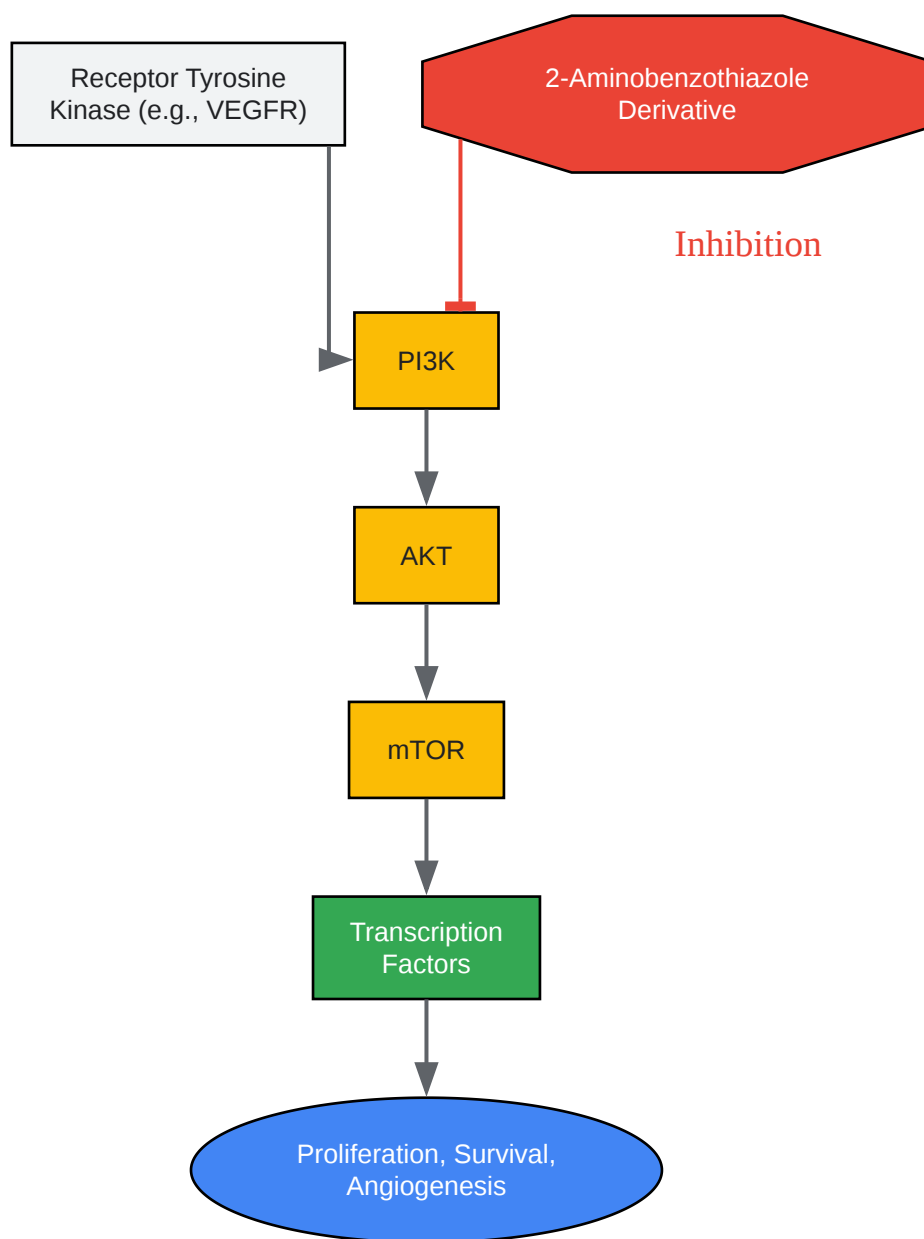 Receptor Tyrosine
Kinase (e.g., VEGFR)
2-Aminobenzothiazole
Derivative
Inhibition
PI3K
AKT
mTOR
Transcription
Factors
Proliferation, Survival,
Angiogenesis